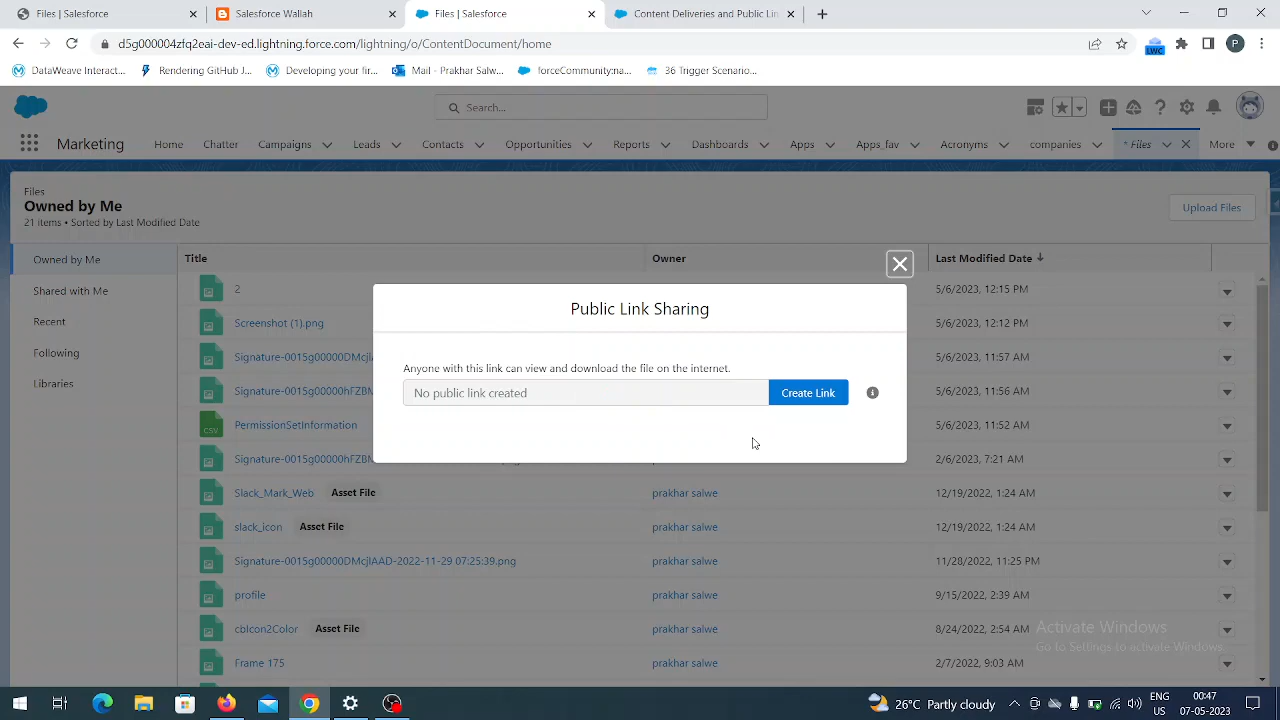 Files | Salesforce
Salesforce Wallah
Files | Salesforce
Content Deliveries and Public Lin
d5g000004zfq2eai-dev-ed.lightning.force.com/lightning/o/ContentDocument/home
LWC
P
DataWeave Interact...
Rendering GitHub J...
Developing your fir...
Mail - Prakhar Salw...
forceCommunity:na...
36 Trigger Scenario...
Search...
Marketing
Home
Chatter
Campaigns
Leads
Contacts
Opportunities
Reports
Dashboards
Apps
Apps_fav
Acronyms
companies
* Files
More
Files
Owned by Me
21 items • Sorted by Last Modified Date
Upload Files
Owned by Me
Shared with Me
Recent
Following
Libraries
Title
Owner
Last Modified Date
2
5/6/2023, 12:15 PM
Screenshot (1).png
5/6/2023, 12:12 PM
Signature-0015g00000DMcjlA
5/6/2023, 11:57 AM
Signature-0015g00000hFZBM
5/6/2023, 11:56 AM
CSV
PermissionSetInformation
5/6/2023, 11:52 AM
Signature-0015g00000hFZBM
2/6/2023, 7:21 AM
Slack_Mark_Web Asset File
prakhar salwe
12/19/2022, 1:24 AM
slack_icon Asset File
prakhar salwe
12/19/2022, 1:24 AM
Signature-0015g00000DMcjlAAD-2022-11-29 07:25:39.png
prakhar salwe
11/28/2022, 11:25 PM
profile
prakhar salwe
9/15/2022, 2:39 AM
cbIcon2Color Asset File
prakhar salwe
8/24/2022, 2:54 AM
Frame 175
prakhar salwe
2/7/2022, 9:03 AM
Public Link Sharing
Anyone with this link can view and download the file on the internet.
No public link created
Create Link
Activate Windows
Go to Settings to activate Windows.
26°C Partly cloudy
ENG
IN
00:47
07-05-2023